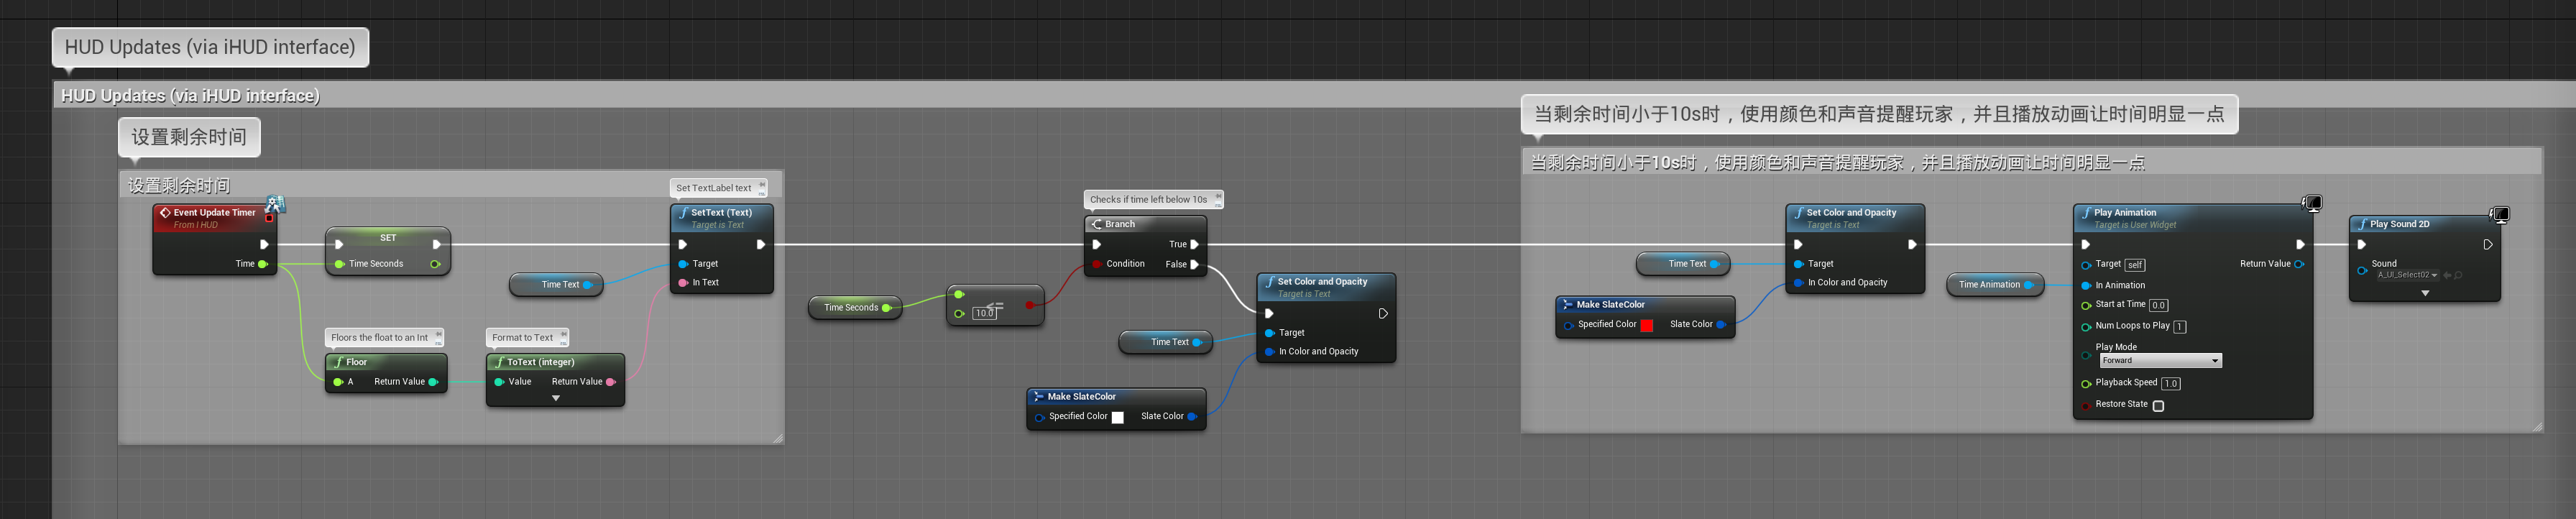 HUD Updates (via iHUD interface)
HUD Updates (via iHUD interface)
设置剩余时间
设置剩余时间
Event Update Timer
From I HUD
Time
SET
Time Seconds
Floors the float to an Int
Floor
A Return Value
Format to Text
ToText (integer)
Value Return Value
Time Text
Set TextLabel text
SetText (Text)
Target is Text
Target
In Text
Time Seconds
<=
10.0
Checks if time left below 10s
Branch
True
Condition False
Time Text
Make SlateColor
Specified Color Slate Color
Set Color and Opacity
Target is Text
Target
In Color and Opacity
当剩余时间小于10s时，使用颜色和声音提醒玩家，并且播放动画让时间明显一点
当剩余时间小于10s时，使用颜色和声音提醒玩家，并且播放动画让时间明显一点
Time Text
Make SlateColor
Specified Color Slate Color
Set Color and Opacity
Target is Text
Target
In Color and Opacity
Time Animation
Play Animation
Target is User Widget
Target self Return Value
In Animation
Start at Time 0.0
Num Loops to Play 1
Play Mode
Forward
Playback Speed 1.0
Restore State
Play Sound 2D
Sound
A_UI_Select02